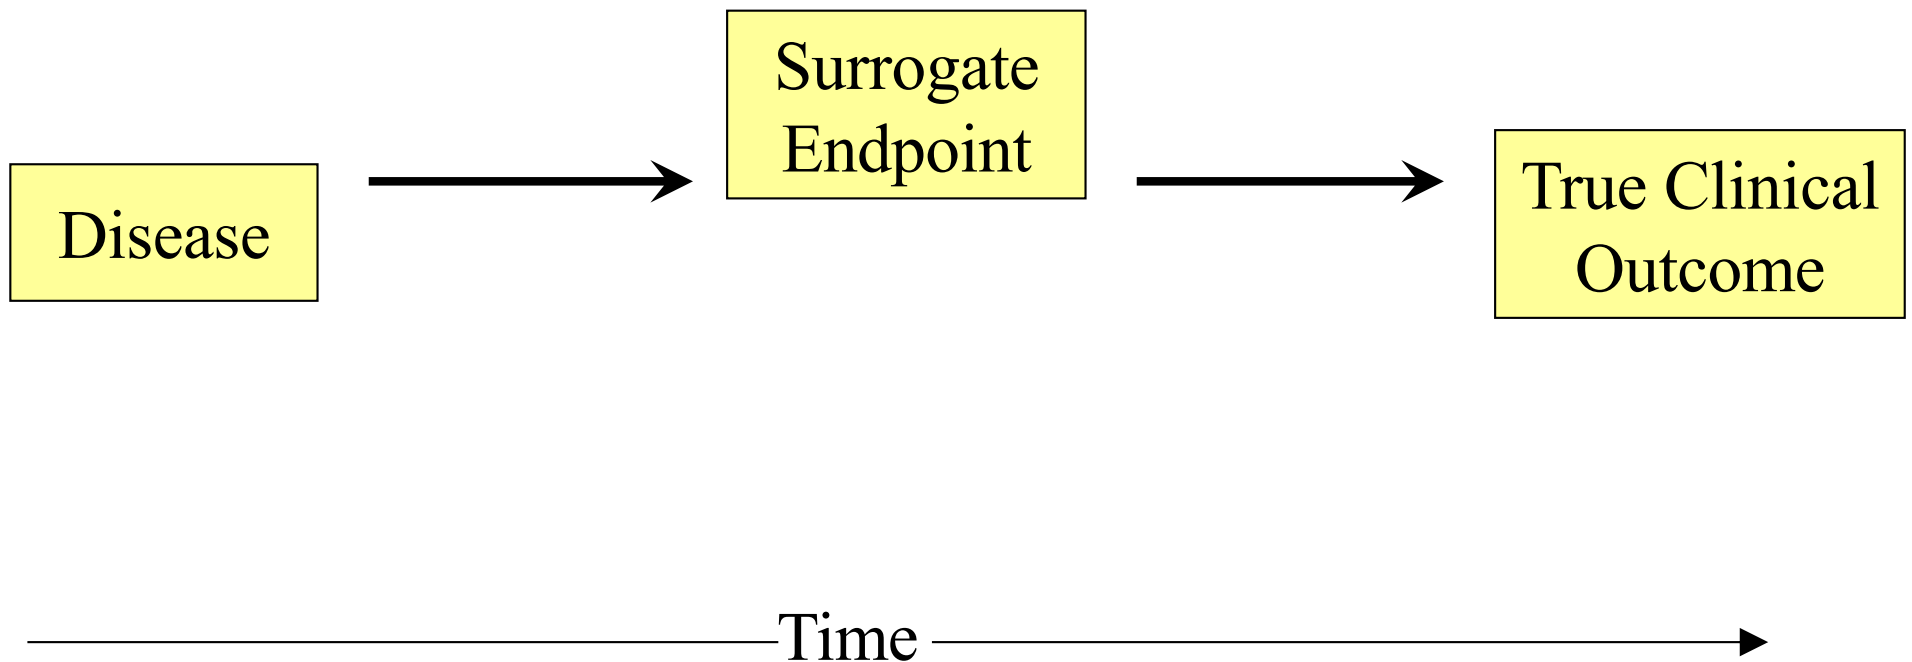 Disease
Surrogate
Endpoint
True Clinical
Outcome
Time